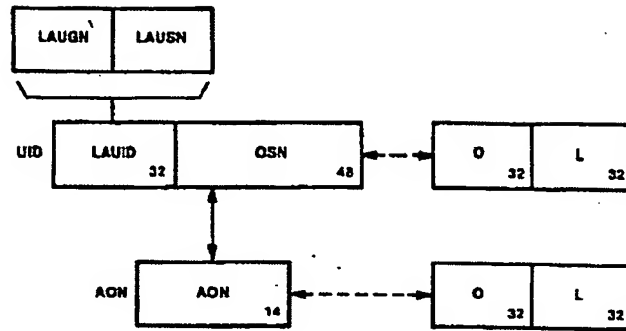 LAUGN LAUSN
UID LAUID 32 OSN 48 O 32 L 32
AON AON 14 O 32 L 32